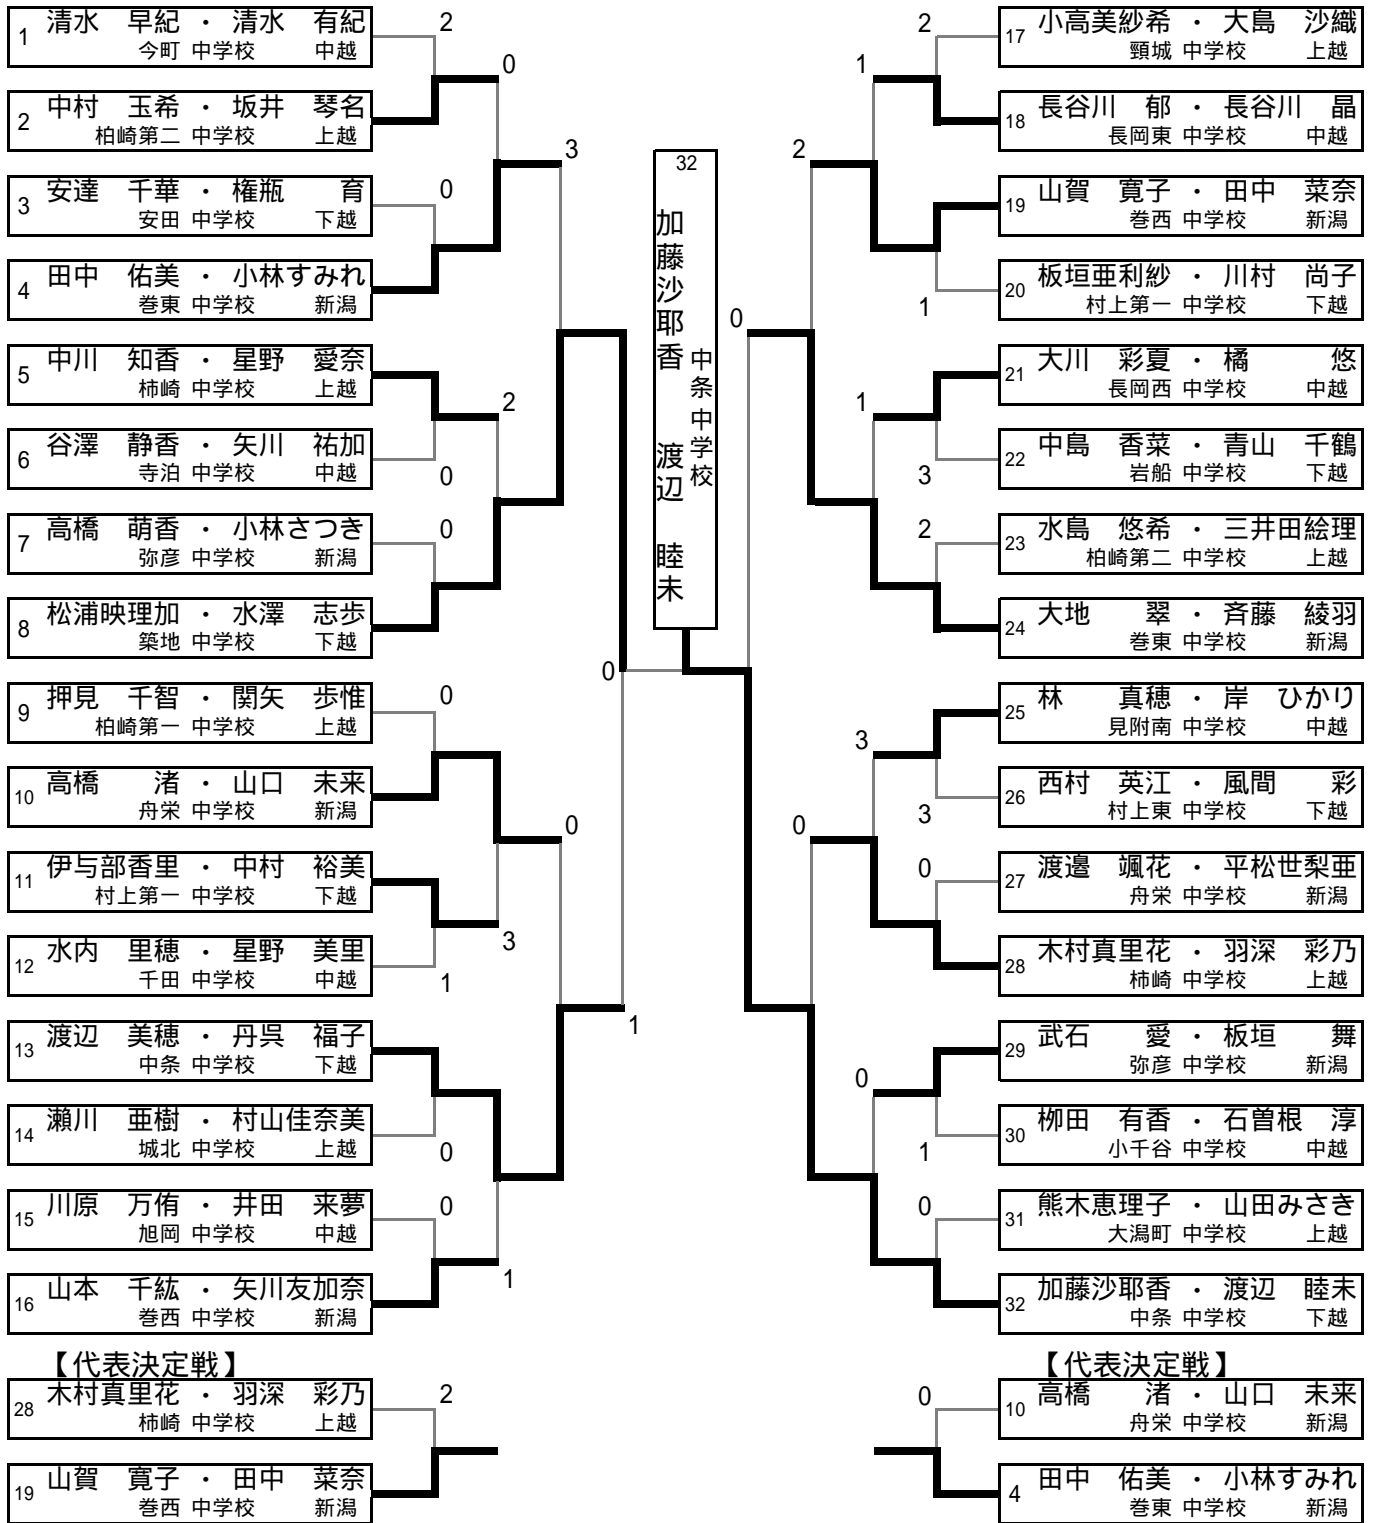 1 清水　早紀 ・ 清水　有紀
今町 中学校　中越
2
0
2 中村　玉希 ・ 坂井　琴名
柏崎第二 中学校　上越
3
3 安達　千華 ・ 権瓶　育
安田 中学校　下越
0
4 田中　佑美 ・ 小林すみれ
巻東 中学校　新潟
5 中川　知香 ・ 星野　愛奈
柿崎 中学校　上越
2
6 谷澤　静香 ・ 矢川　祐加
寺泊 中学校　中越
0
7 高橋　萌香 ・ 小林さつき
弥彦 中学校　新潟
0
8 松浦映理加 ・ 水澤　志歩
築地 中学校　下越
0
9 押見　千智 ・ 関矢　歩惟
柏崎第一 中学校　上越
0
10 高橋　渚 ・ 山口　未来
舟栄 中学校　新潟
0
11 伊与部香里 ・ 中村　裕美
村上第一 中学校　下越
3
12 水内　里穂 ・ 星野　美里
千田 中学校　中越
1
13 渡辺　美穂 ・ 丹呉　福子
中条 中学校　下越
1
14 瀬川　亜樹 ・ 村山佳奈美
城北 中学校　上越
0
15 川原　万侑 ・ 井田　来夢
旭岡 中学校　中越
0
1
16 山本　千紘 ・ 矢川友加奈
巻西 中学校　新潟
32
加藤沙耶香　渡辺　睦未
中条 中学校
17 小高美紗希 ・ 大島　沙織
頸城 中学校　上越
2
1
18 長谷川　郁 ・ 長谷川　晶
長岡東 中学校　中越
2
19 山賀　寛子 ・ 田中　菜奈
巻西 中学校　新潟
20 板垣亜利紗 ・ 川村　尚子
村上第一 中学校　下越
1
0
21 大川　彩夏 ・ 橘　悠
長岡西 中学校　中越
1
22 中島　香菜 ・ 青山　千鶴
岩船 中学校　下越
3
23 水島　悠希 ・ 三井田絵理
柏崎第二 中学校　上越
2
24 大地　翠 ・ 斉藤　綾羽
巻東 中学校　新潟
25 林　真穂 ・ 岸　ひかり
見附南 中学校　中越
3
26 西村　英江 ・ 風間　彩
村上東 中学校　下越
3
0
27 渡邉　颯花 ・ 平松世梨亜
舟栄 中学校　新潟
0
28 木村真里花 ・ 羽深　彩乃
柿崎 中学校　上越
29 武石　愛 ・ 板垣　舞
弥彦 中学校　新潟
0
30 栁田　有香 ・ 石曽根　淳
小千谷 中学校　中越
1
31 熊木恵理子 ・ 山田みさき
大潟町 中学校　上越
0
32 加藤沙耶香 ・ 渡辺　睦未
中条 中学校　下越
【代表決定戦】
28 木村真里花 ・ 羽深　彩乃
柿崎 中学校　上越
2
19 山賀　寛子 ・ 田中　菜奈
巻西 中学校　新潟
【代表決定戦】
10 高橋　渚 ・ 山口　未来
舟栄 中学校　新潟
0
4 田中　佑美 ・ 小林すみれ
巻東 中学校　新潟